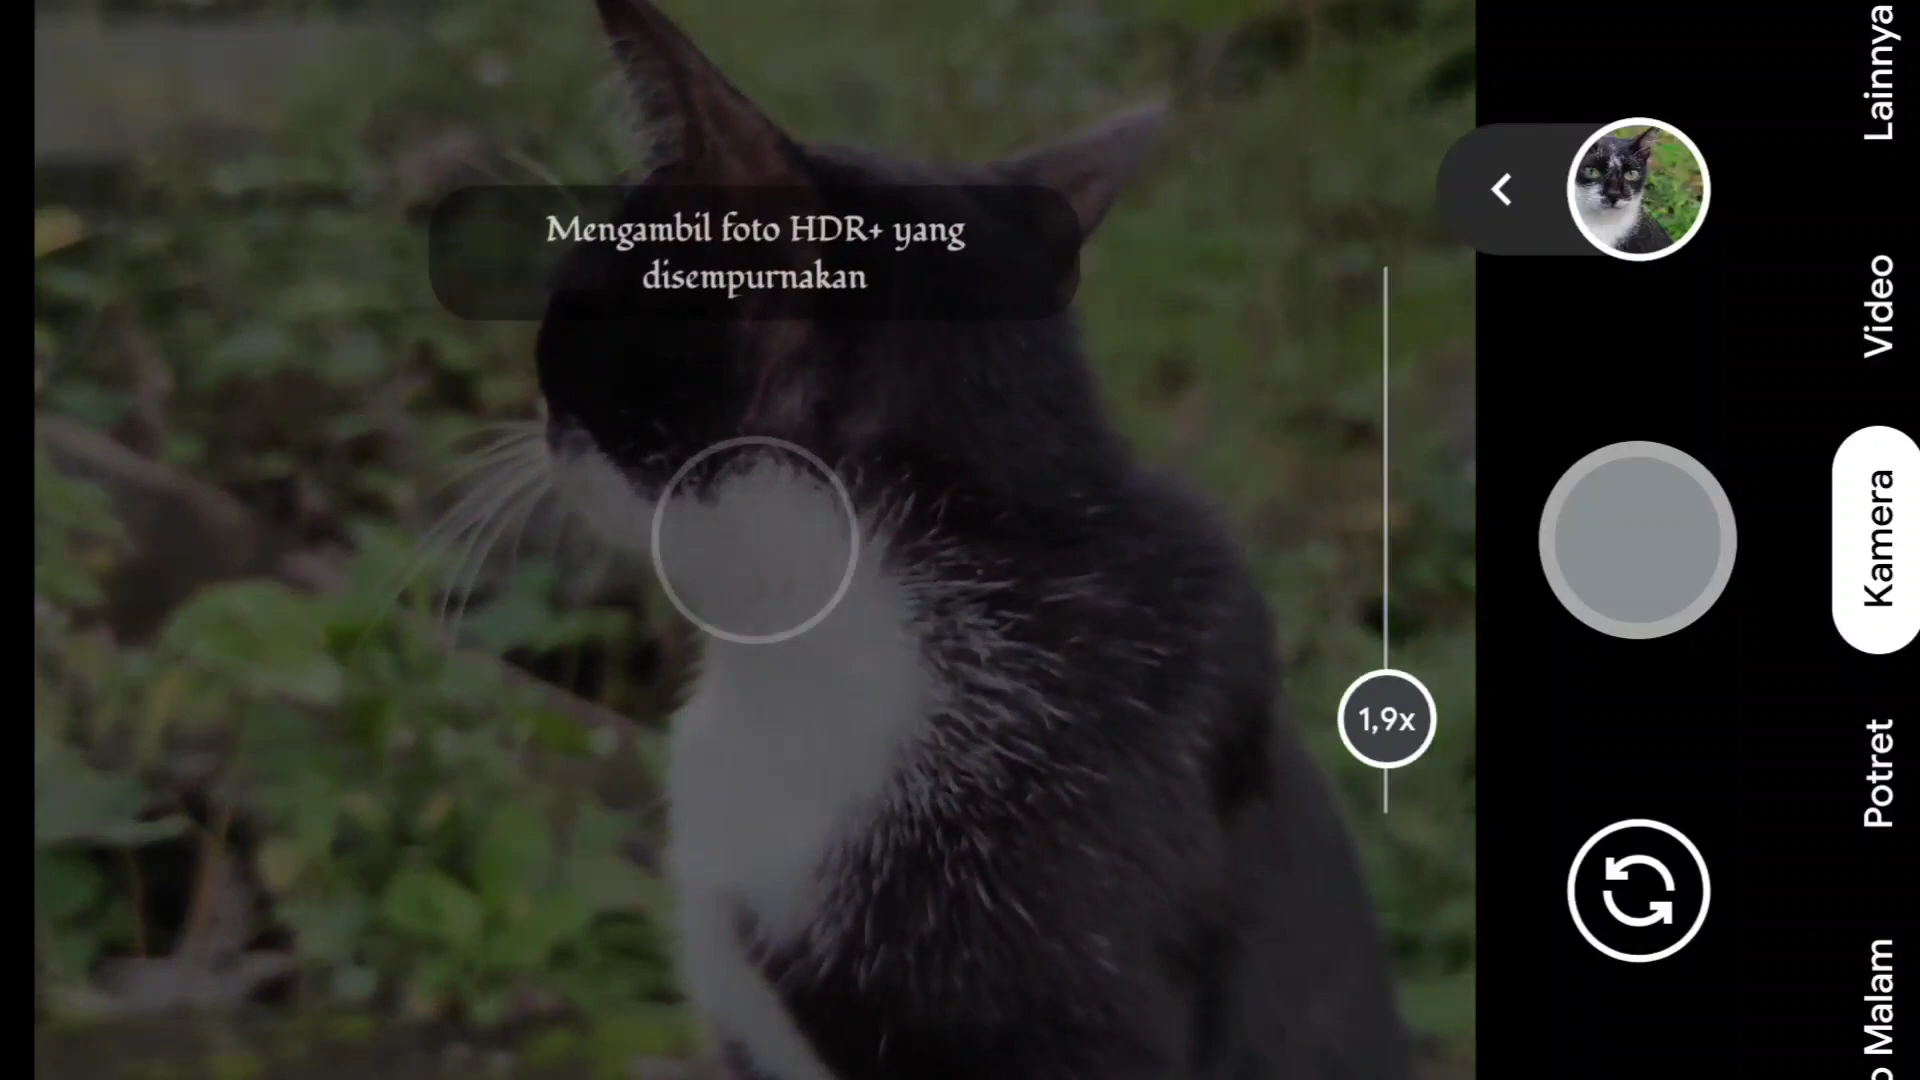 Mengambil foto HDR+ yang
disempurnakan
1,9x
Lainnya
Video
Kamera
Potret
Malam